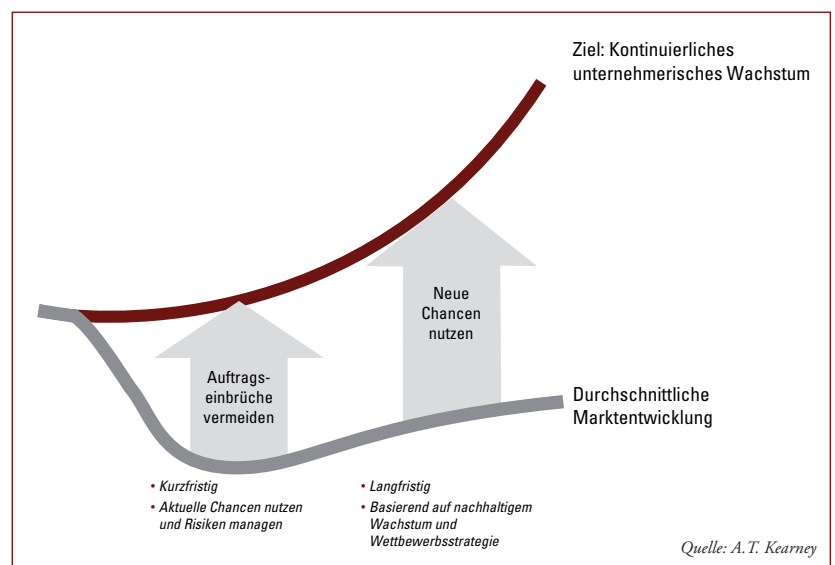 Ziel: Kontinuierliches
unternehmerisches Wachstum
Neue
Chancen
nutzen
Auftrags-
einbrüche
vermeiden
Durchschnittliche
Marktentwicklung
• Kurzfristig
• Aktuelle Chancen nutzen
und Risiken managen
• Langfristig
• Basierend auf nachhaltigem
Wachstum und
Wettbewerbsstrategie
Quelle: A.T. Kearney